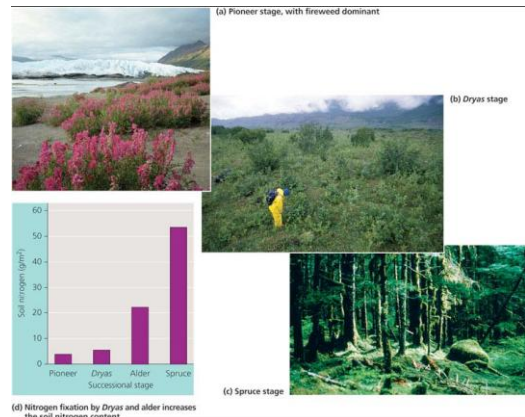 (a) Pioneer stage, with fireweed dominant
(b) Dryas stage
60
50
40
30
20
10
0
Soil nitrogen (g/m²)
Pioneer Dryas Alder Spruce
Successional stage
(c) Spruce stage
(d) Nitrogen fixation by Dryas and alder increases
the soil nitrogen content.